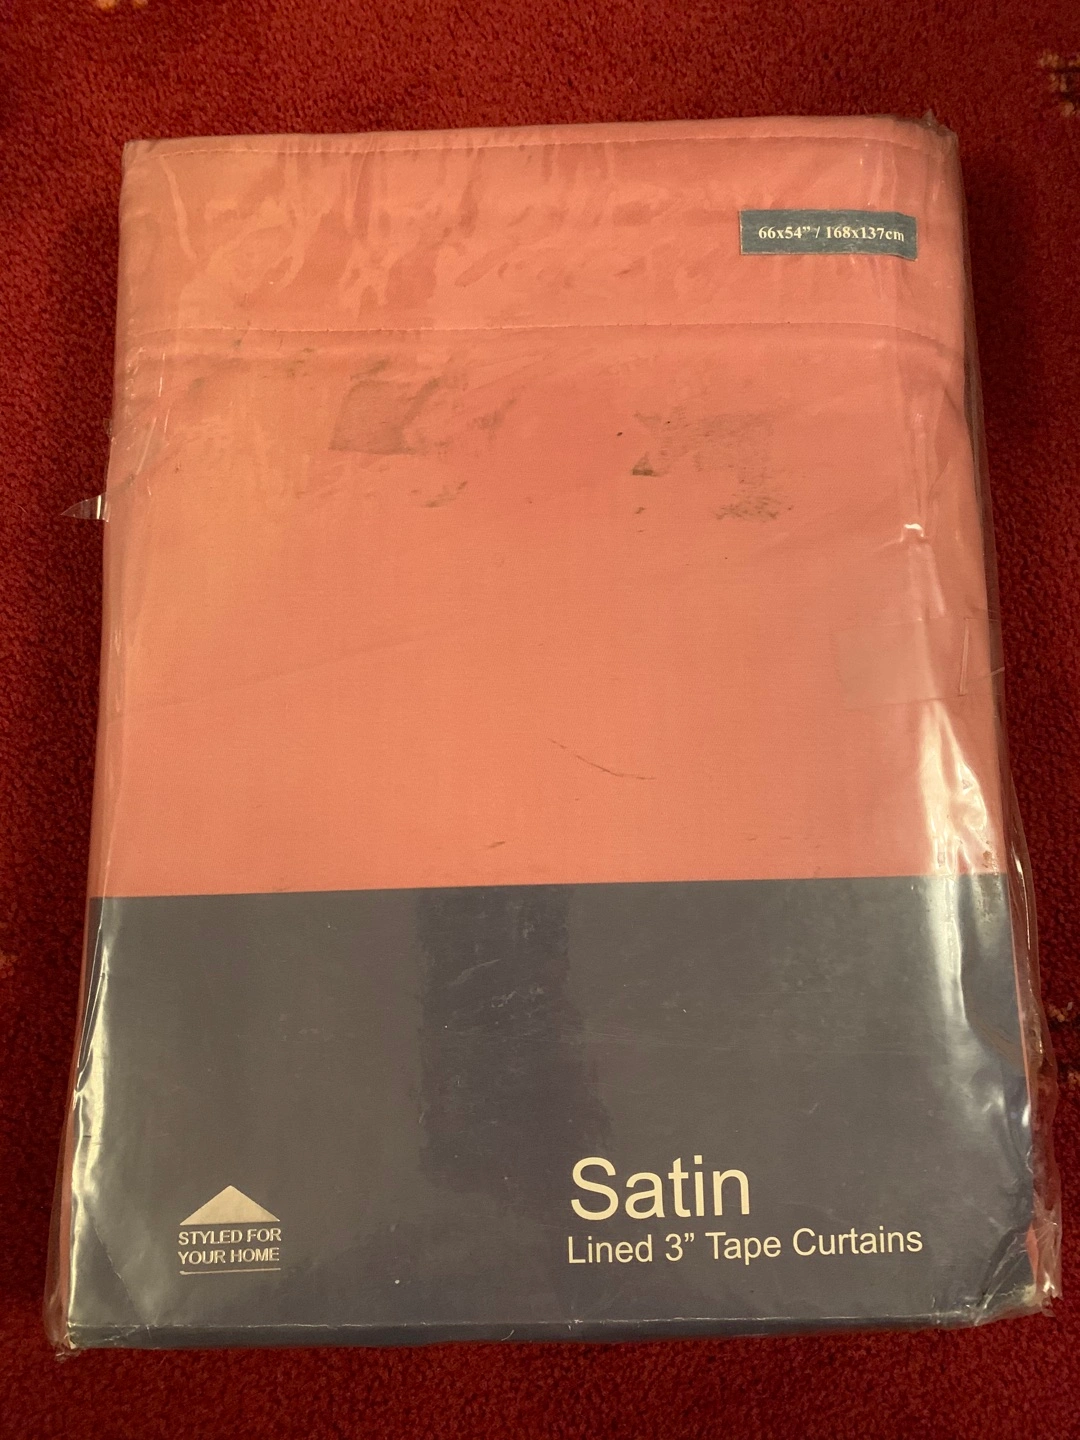 66x54” / 168x137cm
Satin
Lined 3” Tape Curtains
STYLED FOR
YOUR HOME